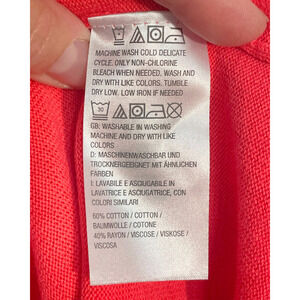 MACHINE WASH COLD DELICATE
CYCLE. ONLY NON-CHLORINE
BLEACH WHEN NEEDED. WASH AND
DRY WITH LIKE COLORS. TUMBLE
DRY LOW. LOW IRON IF NEEDED
30
GB: WASHABLE IN WASHING
MACHINE AND DRY WITH LIKE
COLORS
D: MASCHINENWASCHBAR UND
TROCKNERGEEIGNET MIT ÄHNLICHEN
FARBEN
I: LAVABILE E ASCIUGABILE IN
LAVATRICE E ASCIUGATRICE, CON
COLORI SIMILARI
60% COTTON / COTTON /
BAUMWOLLE / COTONE
40% RAYON / VISCOSE / VISKOSE /
VISCOSA